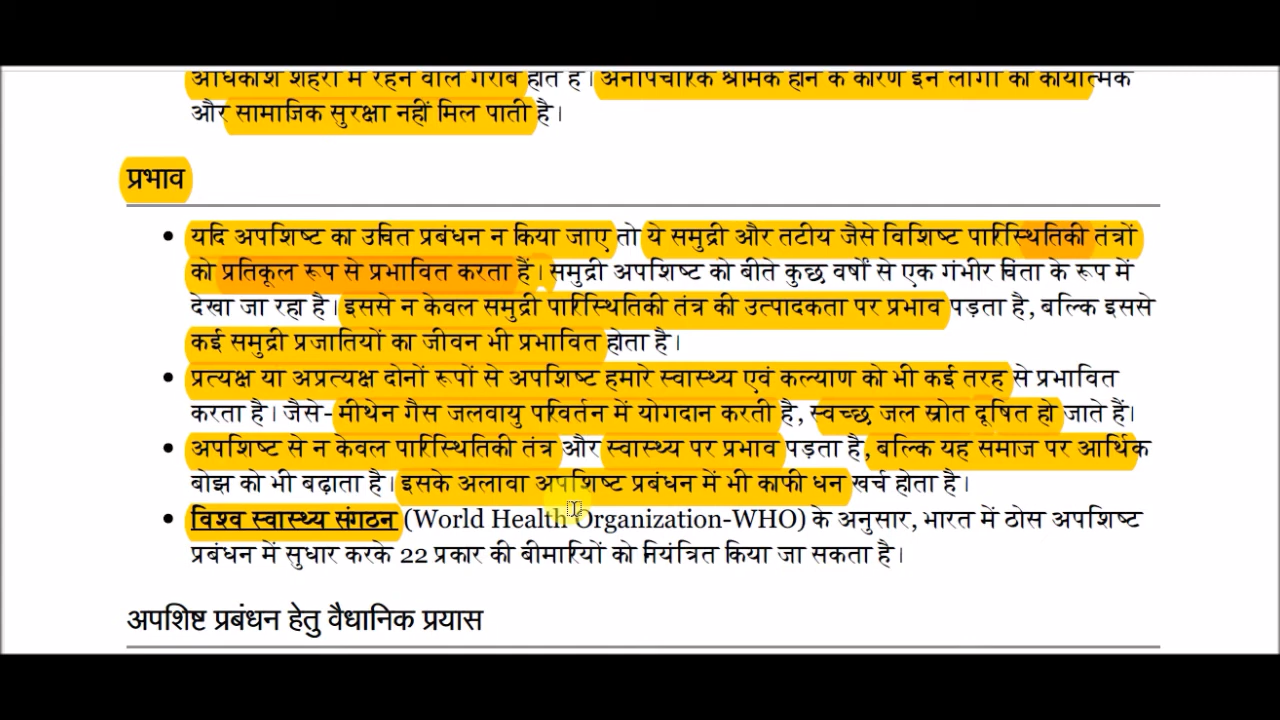 अधिकांश शहरों में रहने वाले गरीब होते हैं। अनौपचारिक श्रमिक होने के कारण इन लोगों को कार्यात्मक
और सामाजिक सुरक्षा नहीं मिल पाती है।
प्रभाव
• यदि अपशिष्ट का उचित प्रबंधन न किया जाए तो ये समुद्री और तटीय जैसे विशिष्ट पारिस्थितिकी तंत्रों
को प्रतिकूल रूप से प्रभावित करता हैं। समुद्री अपशिष्ट को बीते कुछ वर्षों से एक गंभीर चिंता के रूप में
देखा जा रहा है। इससे न केवल समुद्री पारिस्थितिकी तंत्र की उत्पादकता पर प्रभाव पड़ता है, बल्कि इससे
कई समुद्री प्रजातियों का जीवन भी प्रभावित होता है।
• प्रत्यक्ष या अप्रत्यक्ष दोनों रूपों से अपशिष्ट हमारे स्वास्थ्य एवं कल्याण को भी कई तरह से प्रभावित
करता है। जैसे- मीथेन गैस जलवायु परिवर्तन में योगदान करती है, स्वच्छ जल स्रोत दूषित हो जाते हैं।
• अपशिष्ट से न केवल पारिस्थितिकी तंत्र और स्वास्थ्य पर प्रभाव पड़ता है, बल्कि यह समाज पर आर्थिक
बोझ को भी बढ़ाता है। इसके अलावा अपशिष्ट प्रबंधन में भी काफी धन खर्च होता है।
• विश्व स्वास्थ्य संगठन (World Health Organization-WHO) के अनुसार, भारत में ठोस अपशिष्ट
प्रबंधन में सुधार करके 22 प्रकार की बीमारियों को नियंत्रित किया जा सकता है।
अपशिष्ट प्रबंधन हेतु वैधानिक प्रयास